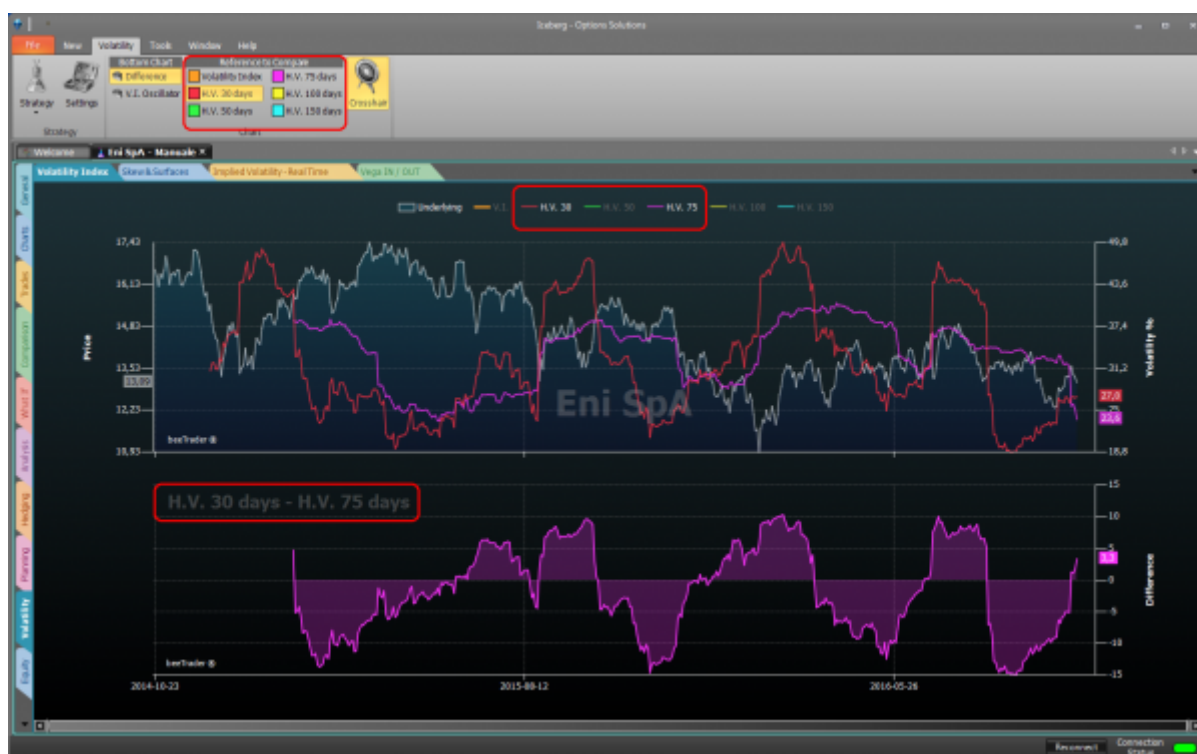 Iceberg - Options Solutions
File New Volatility Tools Window Help
Bottom Chart Reference to Compare
Difference Volatility Index H.V. 75 days
V.I. Oscillator H.V. 30 days H.V. 100 days
H.V. 50 days H.V. 150 days
Strategy Settings Crosshair
Strategy Chart
Welcome Eni SpA - Manuale X
Volatility Index Skew & Surfaces Implied Volatility - Real Time Vega IN / OUT
General
Charts
Trades
Comparison
What If
Analysis
Hedging
Planning
Volatility
Equity
Underlying V.I. H.V. 30 H.V. 50 H.V. 75 H.V. 100 H.V. 150
17,43 49,8
16,13 43,6
14,83 37,4
13,53 31,2
13,09
27,0
12,23
23,6
10,93 18,8
Price
Volatility %
Eni SpA
beeTrader ®
H.V. 30 days - H.V. 75 days
15
10
5
3,3
0
-5
-10
-15
Difference
beeTrader ®
2014-10-23 2015-08-12 2016-05-26
Reconnect Connection Status